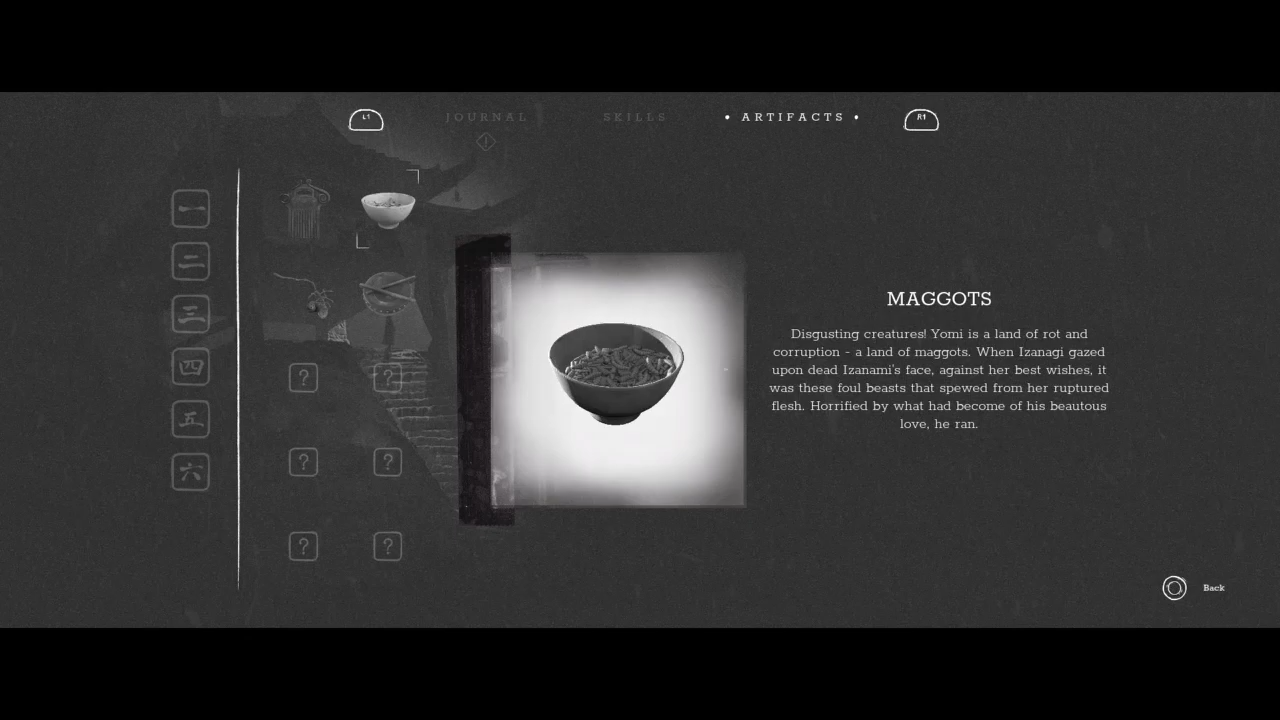 L1
JOURNAL
SKILLS
• ARTIFACTS •
R1
!
一
二
三
四
五
六
?
?
?
?
?
?
MAGGOTS
Disgusting creatures! Yomi is a land of rot and
corruption - a land of maggots. When Izanagi gazed
upon dead Izanami's face, against her best wishes, it
was these foul beasts that spewed from her ruptured
flesh. Horrified by what had become of his beautous
love, he ran.
Back